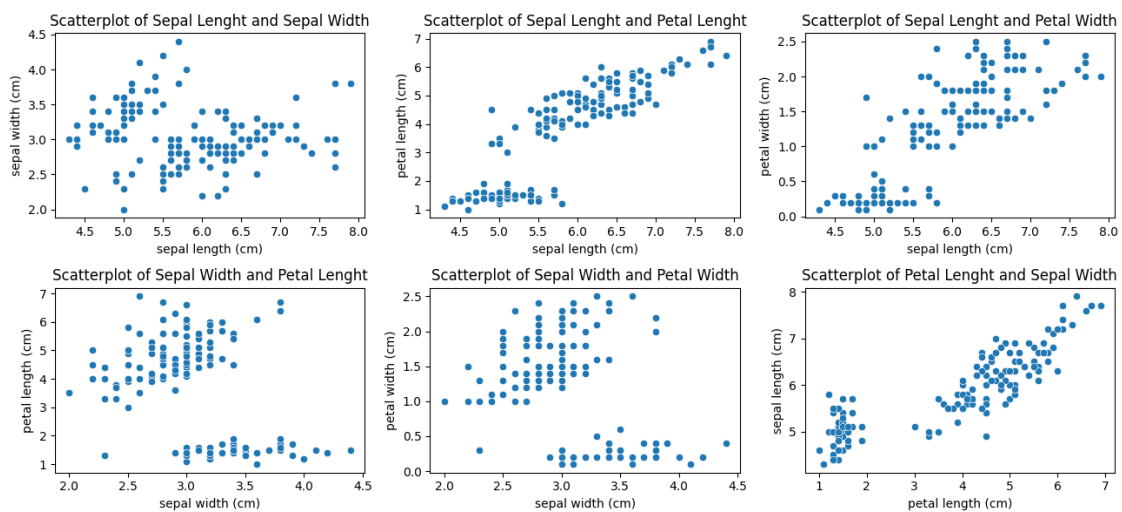 Scatterplot of Sepal Lenght and Sepal Width
4.5
4.0
3.5
3.0
2.5
2.0
sepal width (cm)
4.5 5.0 5.5 6.0 6.5 7.0 7.5 8.0
sepal length (cm)
Scatterplot of Sepal Lenght and Petal Lenght
7
6
5
4
3
2
1
petal length (cm)
4.5 5.0 5.5 6.0 6.5 7.0 7.5 8.0
sepal length (cm)
Scatterplot of Sepal Lenght and Petal Width
2.5
2.0
1.5
1.0
0.5
0.0
petal width (cm)
4.5 5.0 5.5 6.0 6.5 7.0 7.5 8.0
sepal length (cm)
Scatterplot of Sepal Width and Petal Lenght
7
6
5
4
3
2
1
petal length (cm)
2.0 2.5 3.0 3.5 4.0 4.5
sepal width (cm)
Scatterplot of Sepal Width and Petal Width
2.5
2.0
1.5
1.0
0.5
0.0
petal width (cm)
2.0 2.5 3.0 3.5 4.0 4.5
sepal width (cm)
Scatterplot of Petal Lenght and Sepal Width
8
7
6
5
sepal length (cm)
1 2 3 4 5 6 7
petal length (cm)